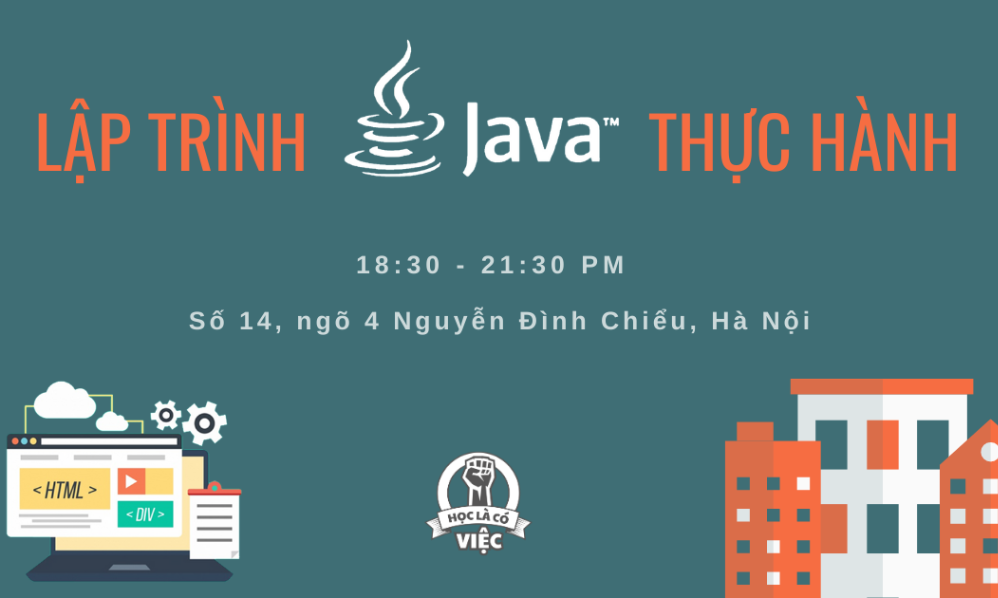 LẬP TRÌNH Java™ THỰC HÀNH
18:30 - 21:30 PM
Số 14, ngõ 4 Nguyễn Đình Chiểu, Hà Nội
< HTML >
< DIV >
HỌC LÀ CÓ
VIỆC